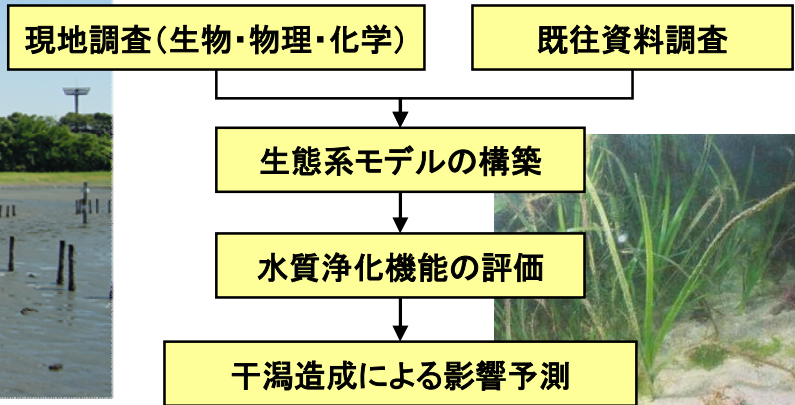 現地調査（生物・物理・化学）
既往資料調査
生態系モデルの構築
水質浄化機能の評価
干潟造成による影響予測